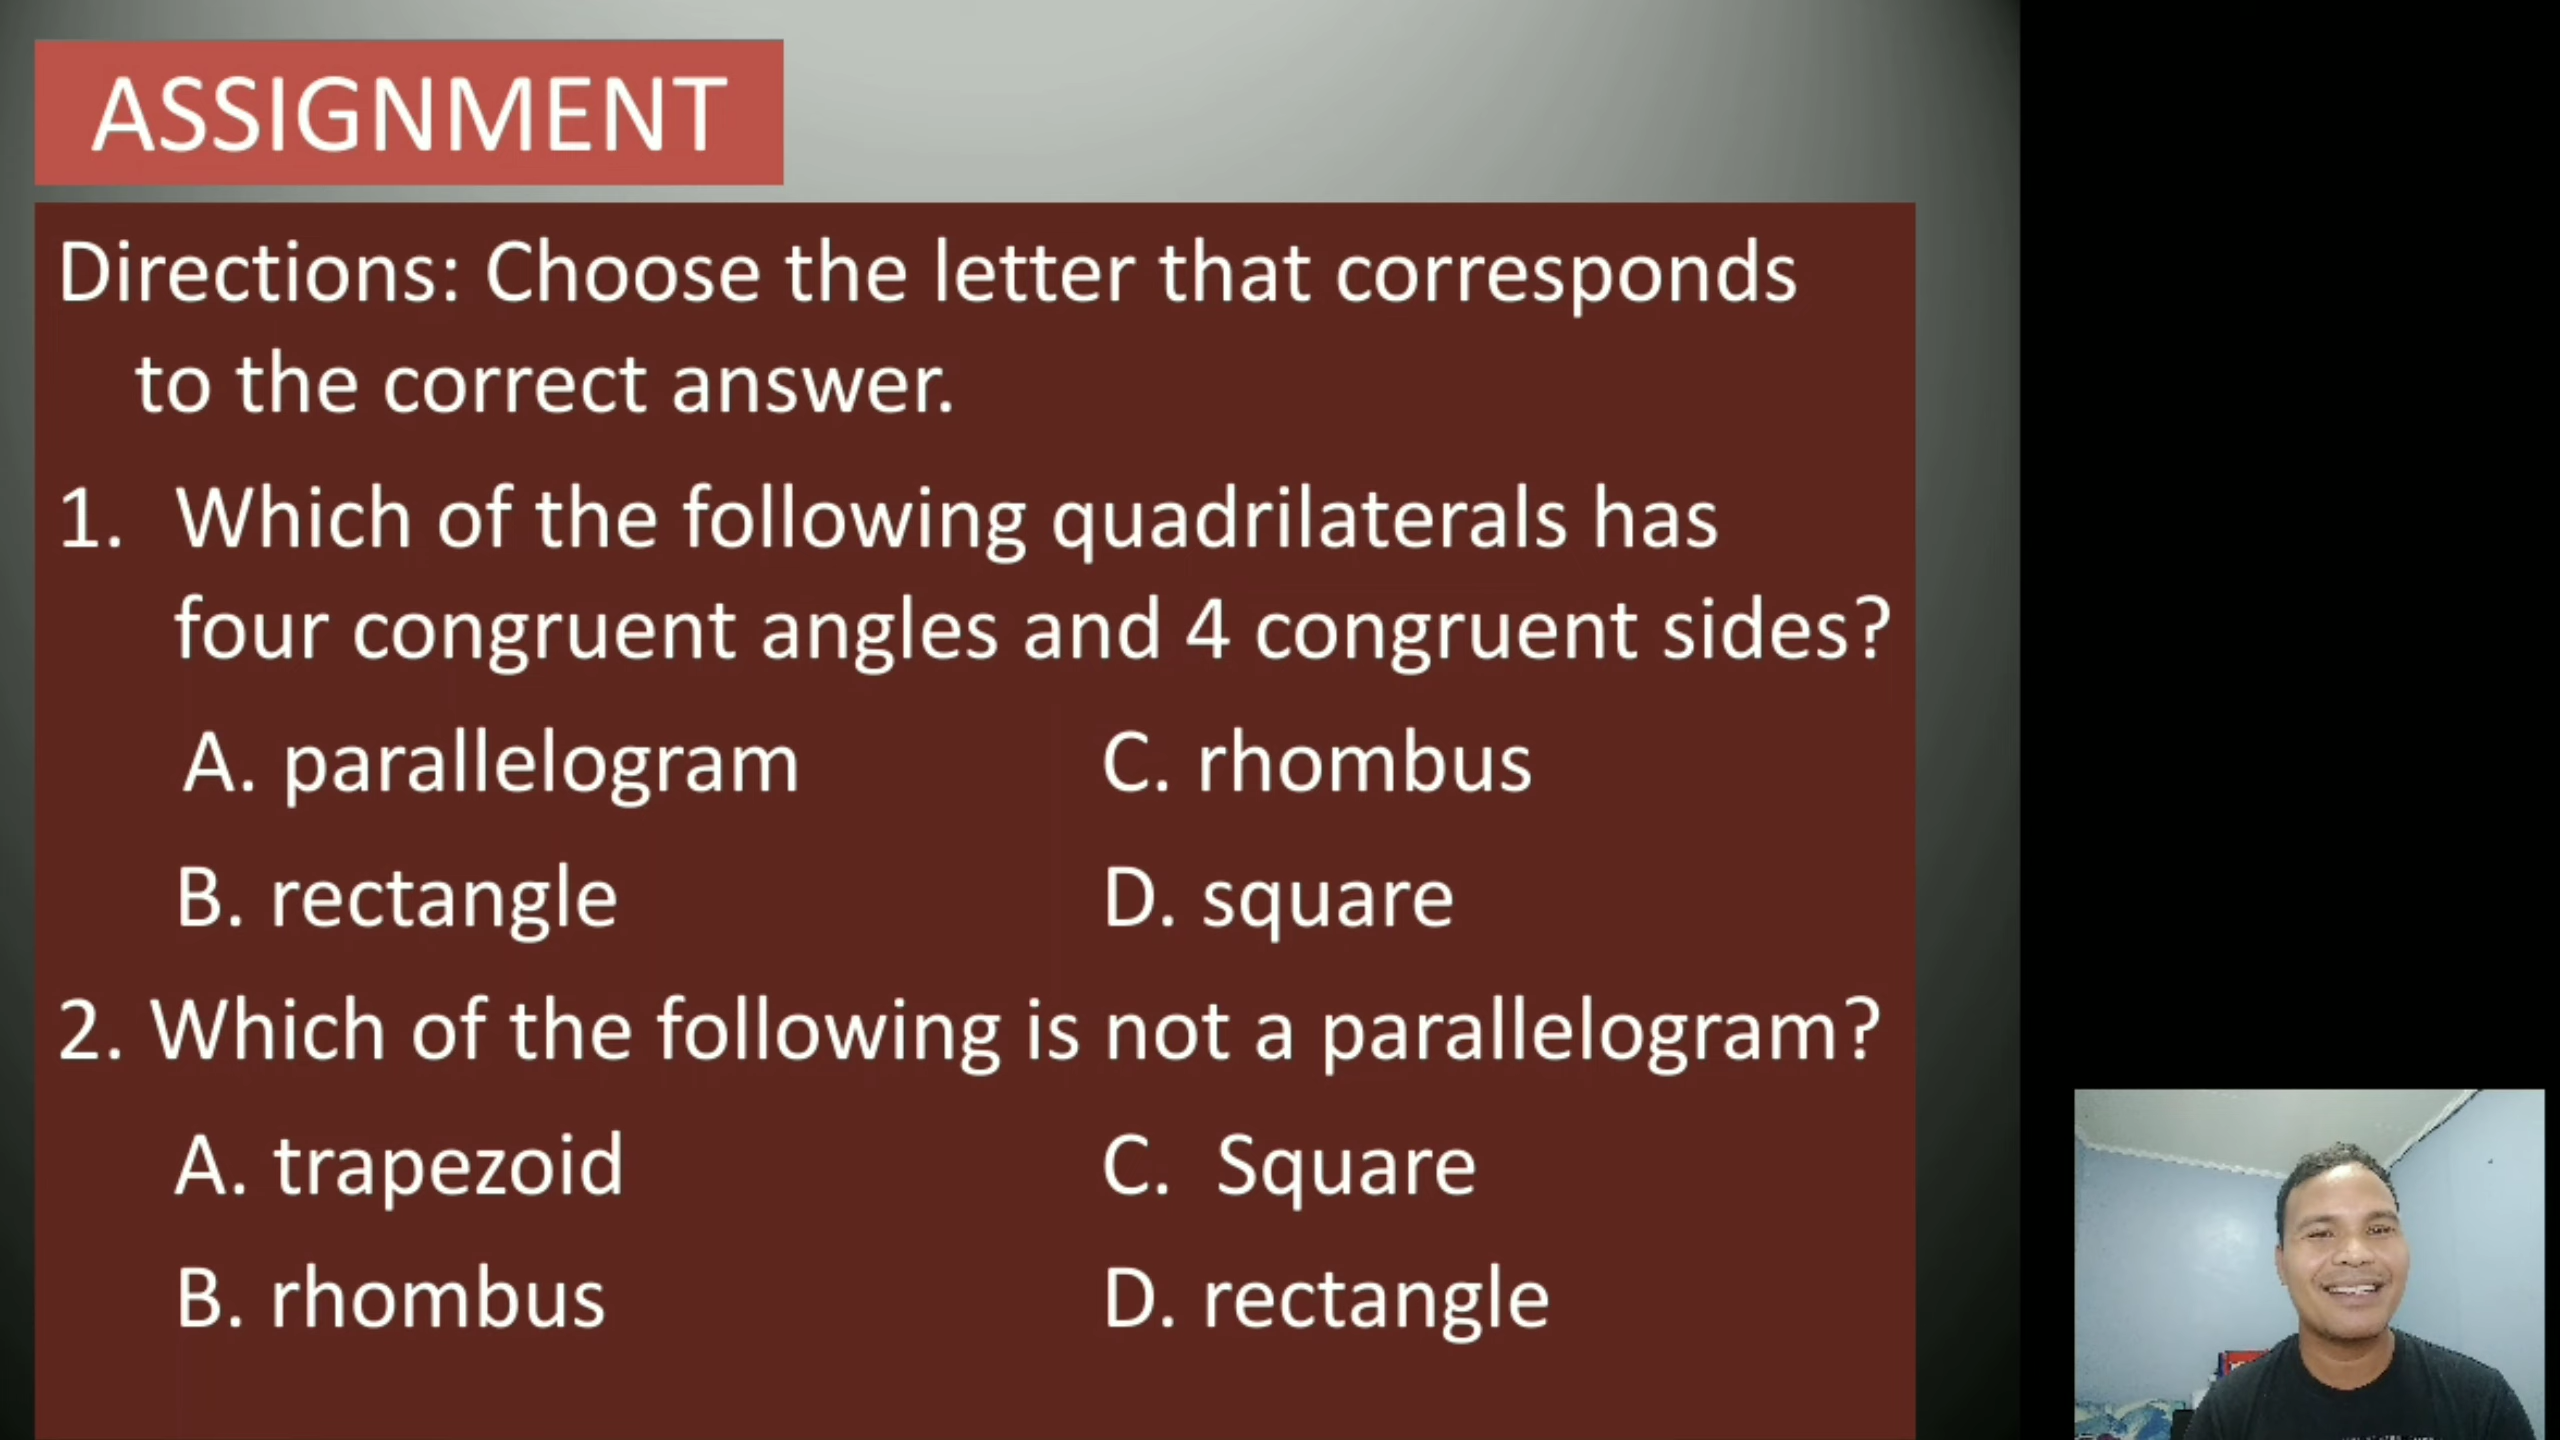 ASSIGNMENT
Directions: Choose the letter that corresponds
to the correct answer.
1. Which of the following quadrilaterals has
four congruent angles and 4 congruent sides?
A. parallelogram C. rhombus
B. rectangle D. square
2. Which of the following is not a parallelogram?
A. trapezoid C. Square
B. rhombus D. rectangle